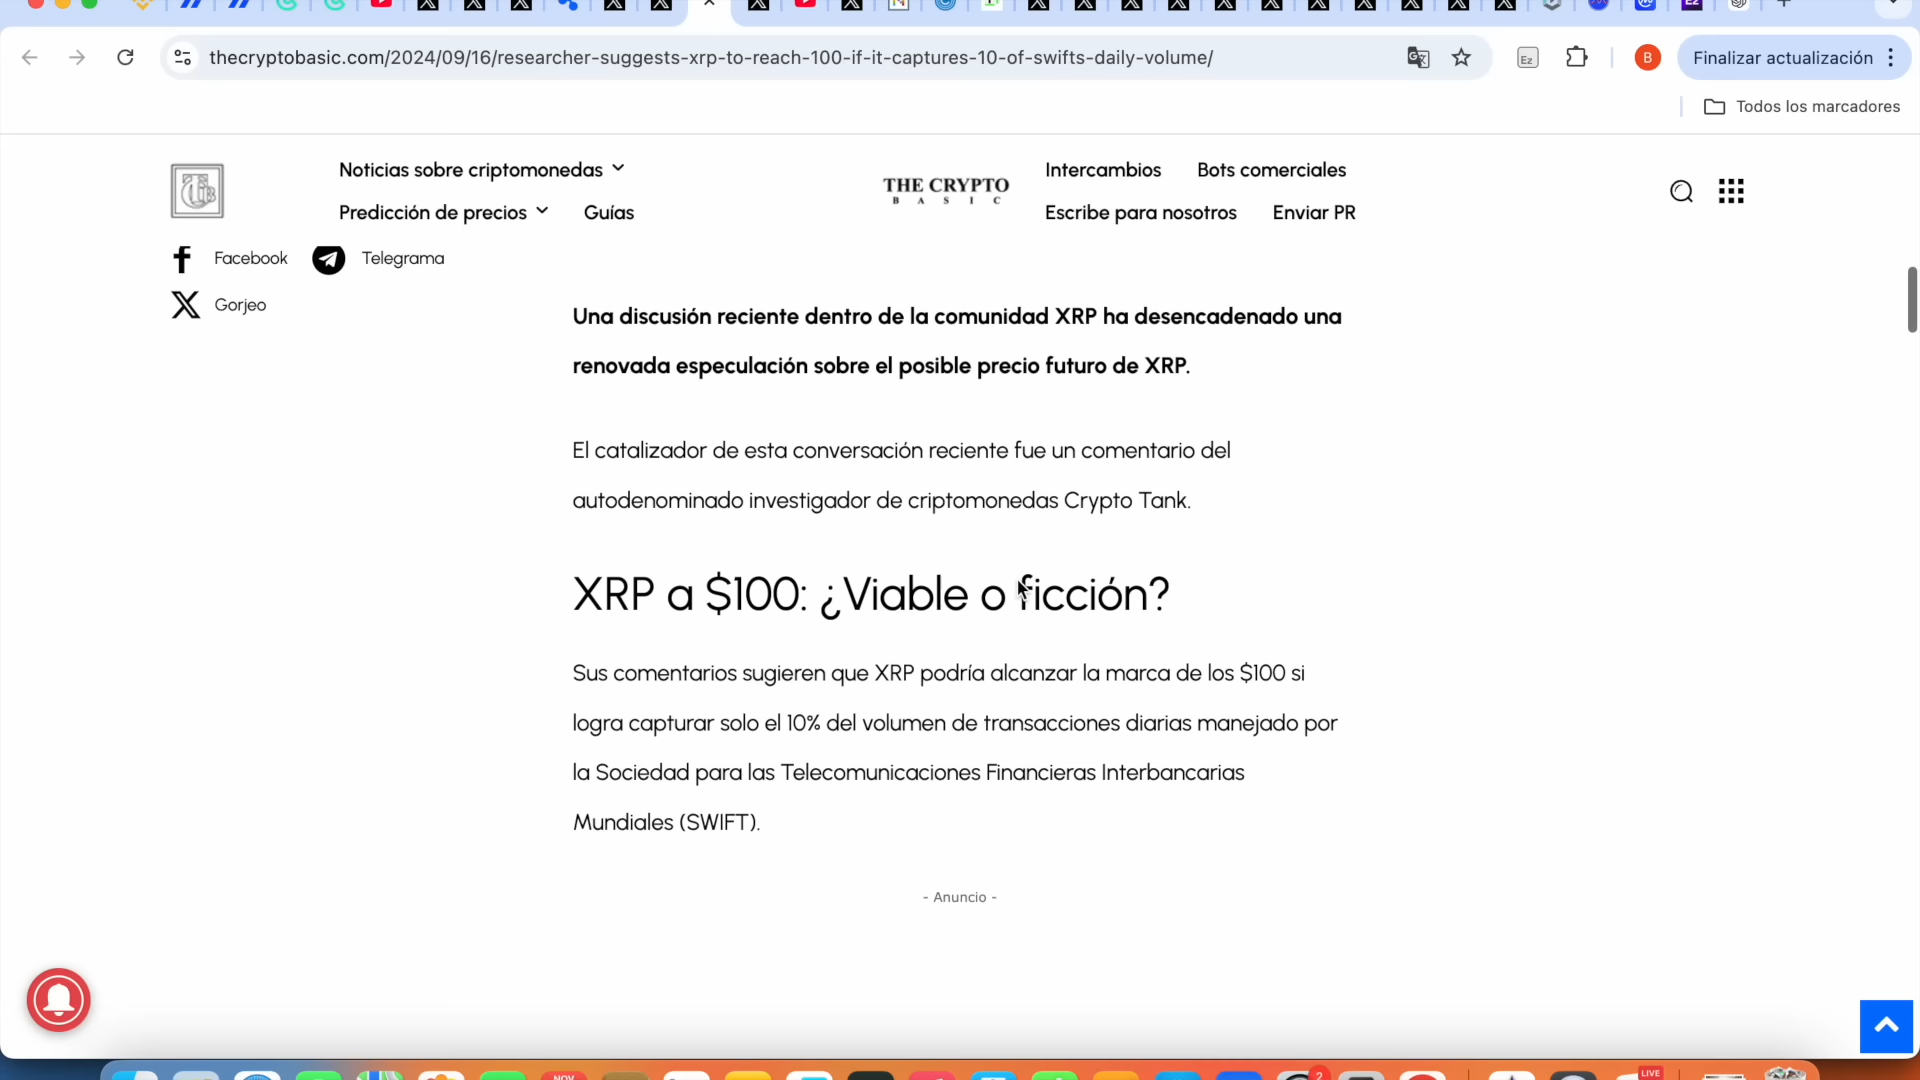 thecryptobasic.com/2024/09/16/researcher-suggests-xrp-to-reach-100-if-it-captures-10-of-swifts-daily-volume/
Ez
B
Finalizar actualización
Todos los marcadores
Noticias sobre criptomonedas
Predicción de precios
Guías
THE CRYPTO
BASIC
Intercambios
Bots comerciales
Escribe para nosotros
Enviar PR
Facebook
Telegrama
Gorjeo
Una discusión reciente dentro de la comunidad XRP ha desencadenado una
renovada especulación sobre el posible precio futuro de XRP.
El catalizador de esta conversación reciente fue un comentario del
autodenominado investigador de criptomonedas Crypto Tank.
XRP a $100: ¿Viable o ficción?
Sus comentarios sugieren que XRP podría alcanzar la marca de los $100 si
logra capturar solo el 10% del volumen de transacciones diarias manejado por
la Sociedad para las Telecomunicaciones Financieras Interbancarias
Mundiales (SWIFT).
- Anuncio -
NOV
2
LIVE